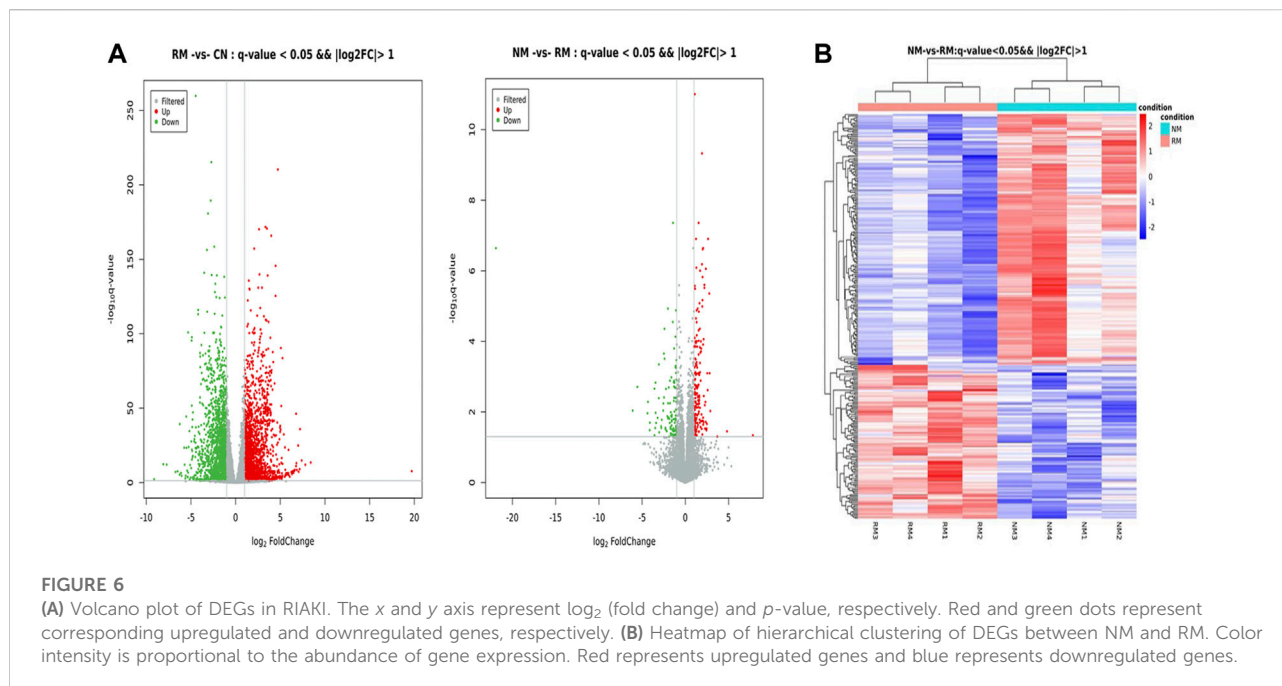 A
RM -vs- CN : q-value < 0.05 && |log2FC|> 1
Filtered
Up
Down
-log10q-value
250
200
150
100
50
0
-10 -5 0 5 10 15 20
log2 FoldChange
NM -vs- RM : q-value < 0.05 && |log2FC|> 1
Filtered
Up
Down
-log10q-value
10
8
6
4
2
0
-20 -15 -10 -5 0 5
log2 FoldChange
B
NM-vs-RM:q-value<0.05&& |log2FC|>1
condition
2
1
0
-1
-2
condition
NM
RM
RM3 RM4 RM1 RM2 NM3 NM4 NM1 NM2
FIGURE 6
(A) Volcano plot of DEGs in RIAKI. The x and y axis represent log2 (fold change) and p-value, respectively. Red and green dots represent
corresponding upregulated and downregulated genes, respectively. (B) Heatmap of hierarchical clustering of DEGs between NM and RM. Color
intensity is proportional to the abundance of gene expression. Red represents upregulated genes and blue represents downregulated genes.